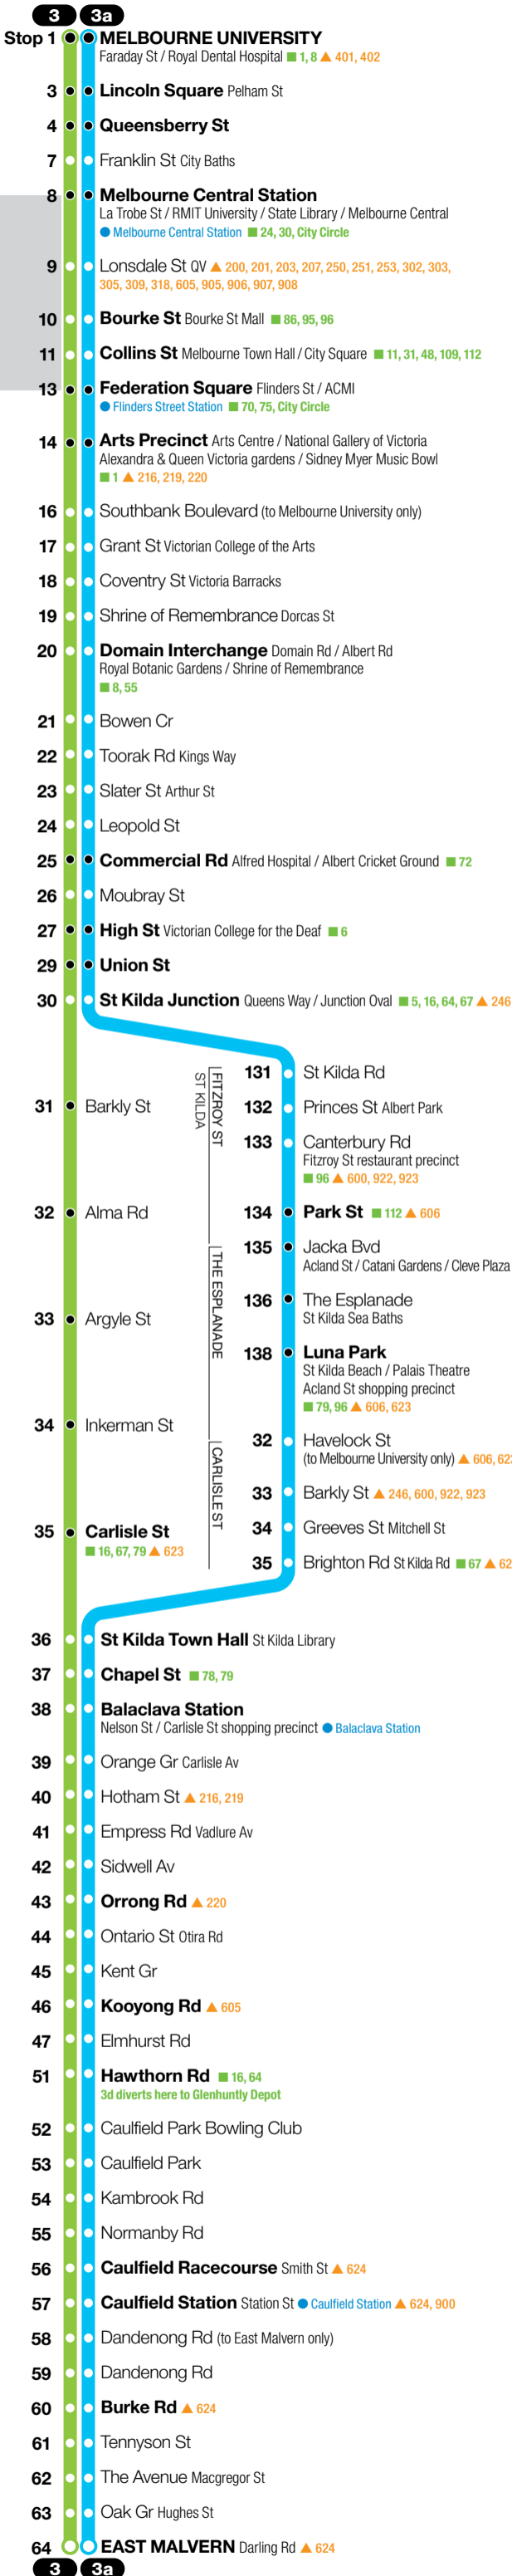 3 3a
Stop 1 MELBOURNE UNIVERSITY
Faraday St / Royal Dental Hospital ■ 1, 8 ▲ 401, 402
3 Lincoln Square Pelham St
4 Queensberry St
7 Franklin St City Baths
8 Melbourne Central Station
La Trobe St / RMIT University / State Library / Melbourne Central
● Melbourne Central Station ■ 24, 30, City Circle
9 Lonsdale St QV ▲ 200, 201, 203, 207, 250, 251, 253, 302, 303,
305, 309, 318, 605, 905, 906, 907, 908
10 Bourke St Bourke St Mall ■ 86, 95, 96
11 Collins St Melbourne Town Hall / City Square ■ 11, 31, 48, 109, 112
13 Federation Square Flinders St / ACMI
● Flinders Street Station ■ 70, 75, City Circle
14 Arts Precinct Arts Centre / National Gallery of Victoria
Alexandra & Queen Victoria gardens / Sidney Myer Music Bowl
■ 1 ▲ 216, 219, 220
16 Southbank Boulevard (to Melbourne University only)
17 Grant St Victorian College of the Arts
18 Coventry St Victoria Barracks
19 Shrine of Remembrance Dorcas St
20 Domain Interchange Domain Rd / Albert Rd
Royal Botanic Gardens / Shrine of Remembrance
■ 8, 55
21 Bowen Cr
22 Toorak Rd Kings Way
23 Slater St Arthur St
24 Leopold St
25 Commercial Rd Alfred Hospital / Albert Cricket Ground ■ 72
26 Moubray St
27 High St Victorian College for the Deaf ■ 6
29 Union St
30 St Kilda Junction Queens Way / Junction Oval ■ 5, 16, 64, 67 ▲ 246
31 Barkly St
32 Alma Rd
33 Argyle St
34 Inkerman St
35 Carlisle St
■ 16, 67, 79 ▲ 623
FITZROY ST
ST KILDA
THE ESPLANADE
CARLISLE ST
131 St Kilda Rd
132 Princes St Albert Park
133 Canterbury Rd
Fitzroy St restaurant precinct
■ 96 ▲ 600, 922, 923
134 Park St ■ 112 ▲ 606
135 Jacka Bvd
Acland St / Catani Gardens / Cleve Plaza
136 The Esplanade
St Kilda Sea Baths
138 Luna Park
St Kilda Beach / Palais Theatre
Acland St shopping precinct
■ 79, 96 ▲ 606, 623
32 Havelock St
(to Melbourne University only) ▲ 606, 623
33 Barkly St ▲ 246, 600, 922, 923
34 Greeves St Mitchell St
35 Brighton Rd St Kilda Rd ■ 67 ▲ 62
36 St Kilda Town Hall St Kilda Library
37 Chapel St ■ 78, 79
38 Balaclava Station
Nelson St / Carlisle St shopping precinct ● Balaclava Station
39 Orange Gr Carlisle Av
40 Hotham St ▲ 216, 219
41 Empress Rd Vadlure Av
42 Sidwell Av
43 Orrong Rd ▲ 220
44 Ontario St Otira Rd
45 Kent Gr
46 Kooyong Rd ▲ 605
47 Elmhurst Rd
51 Hawthorn Rd ■ 16, 64
3d diverts here to Glenhuntly Depot
52 Caulfield Park Bowling Club
53 Caulfield Park
54 Kambrook Rd
55 Normanby Rd
56 Caulfield Racecourse Smith St ▲ 624
57 Caulfield Station Station St ● Caulfield Station ▲ 624, 900
58 Dandenong Rd (to East Malvern only)
59 Dandenong Rd
60 Burke Rd ▲ 624
61 Tennyson St
62 The Avenue Macgregor St
63 Oak Gr Hughes St
64 EAST MALVERN Darling Rd ▲ 624
3 3a